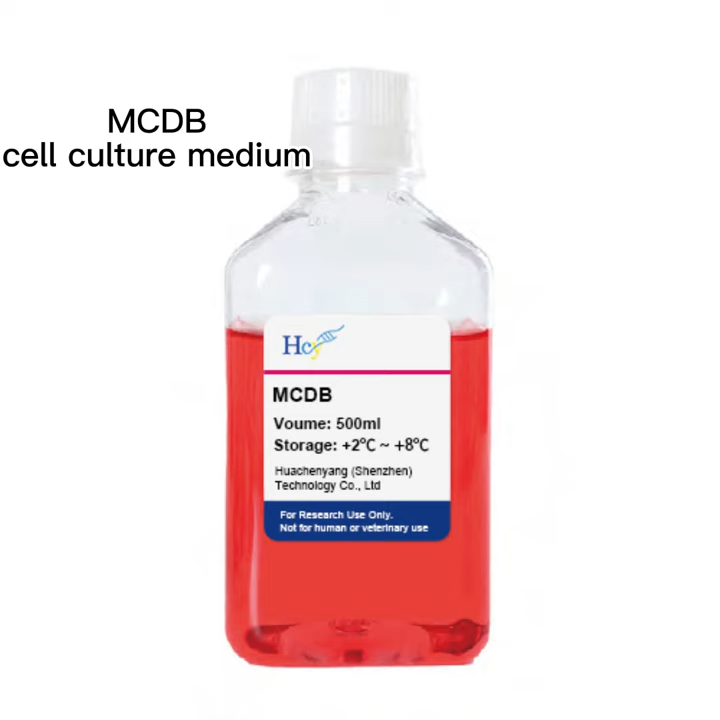 MCDB
cell culture medium
Hcy
MCDB
Voume: 500ml
Storage: +2℃ ~ +8℃
Huachenyang (Shenzhen)
Technology Co., Ltd
For Research Use Only.
Not for human or veterinary use